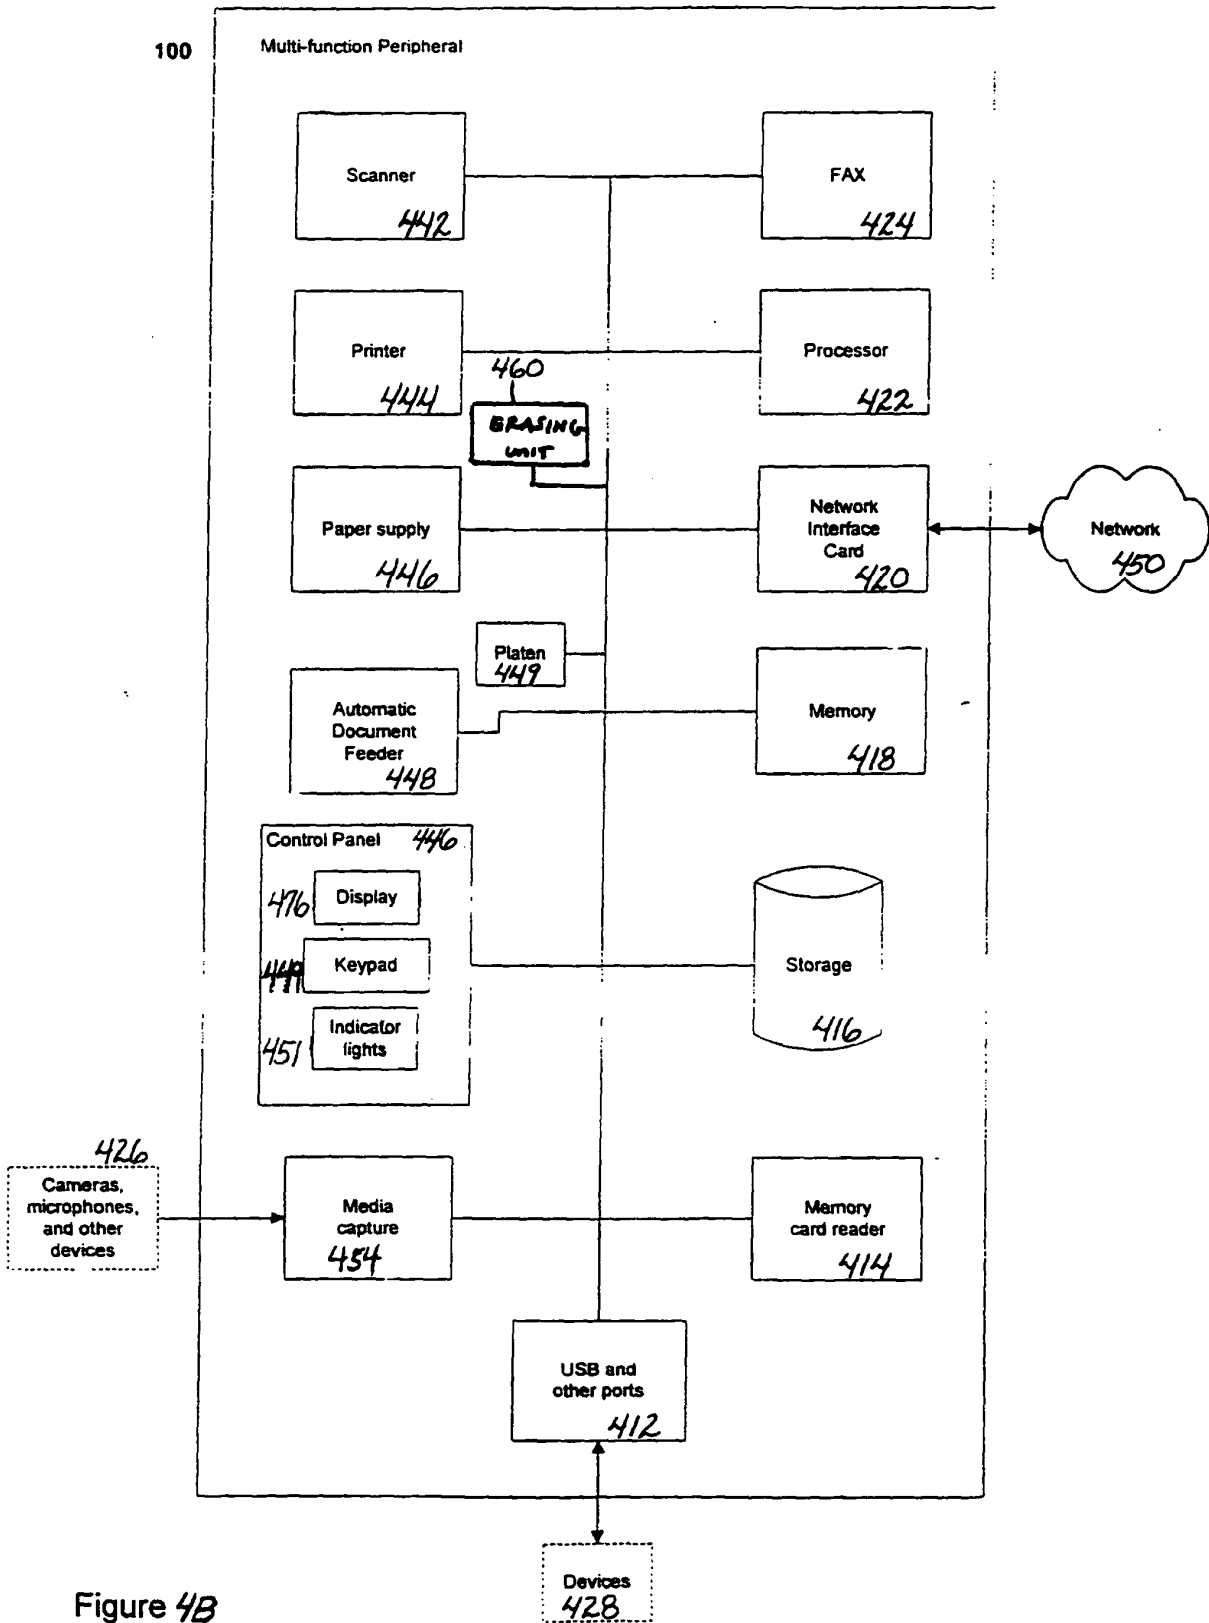 100
Multi-function Peripheral
Scanner
442
FAX
424
Printer
444
Processor
422
460
ERASING
UNIT
Paper supply
446
Network
Interface
Card
420
Network
450
Platen
449
Automatic
Document
Feeder
448
Memory
418
Control Panel 446
476 Display
449 Keypad
451 Indicator
lights
Storage
416
426
Cameras,
microphones,
and other
devices
Media
capture
454
Memory
card reader
414
USB and
other ports
412
Devices
428
Figure 4B